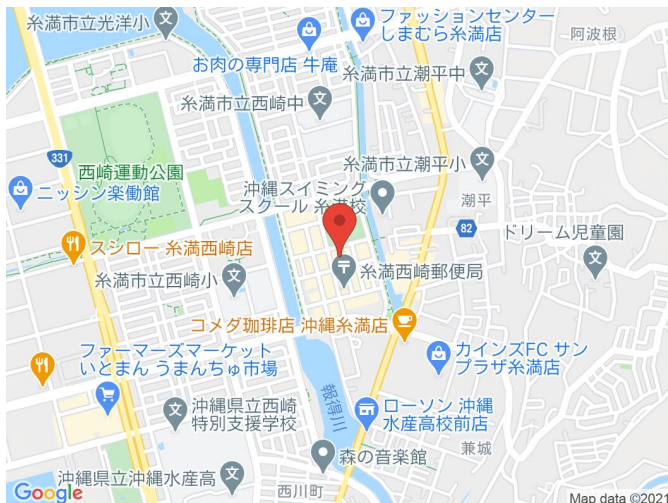 糸満市立光洋小
ファッションセンター
しまむら糸満店
阿波根
お肉の専門店 牛庵
糸満市立潮平中
糸満市立西崎中
331
西崎運動公園
糸満市立潮平小
ニッシン楽働館
沖縄スイミング
スクール 糸満校
潮平
82
スシロー 糸満西崎店
ドリーム児童園
糸満市立西崎小
糸満西崎郵便局
コメダ珈琲店 沖縄糸満店
ファーマーズマーケット
いとまん うまんちゅ市場
カインズFC サン
プラザ糸満店
報得川
沖縄県立西崎
特別支援学校
ローソン 沖縄
水産高校前店
兼城
森の音楽館
沖縄県立沖縄水産高
西川町
Google
Map data ©2021